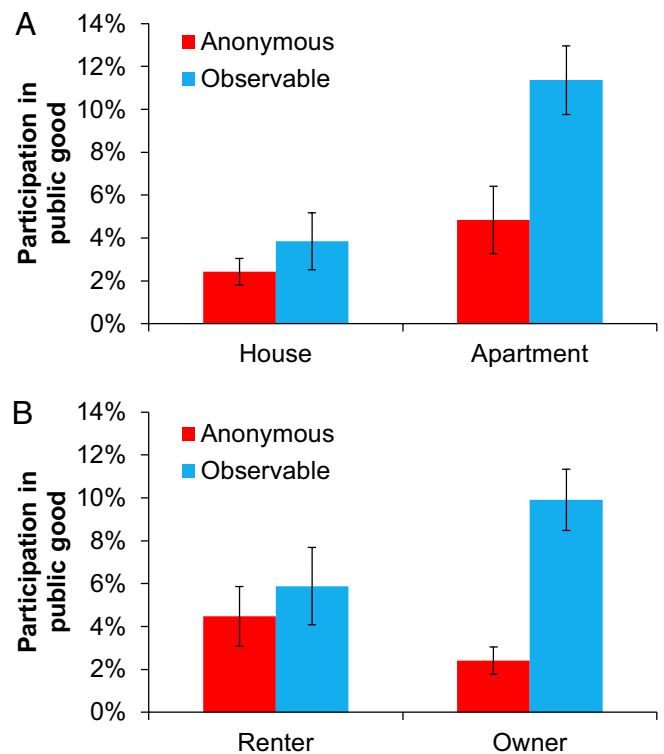 A
14%
12%
10%
8%
6%
4%
2%
0%
Participation in
public good
Anonymous
Observable
House Apartment
B
14%
12%
10%
8%
6%
4%
2%
0%
Participation in
public good
Anonymous
Observable
Renter Owner